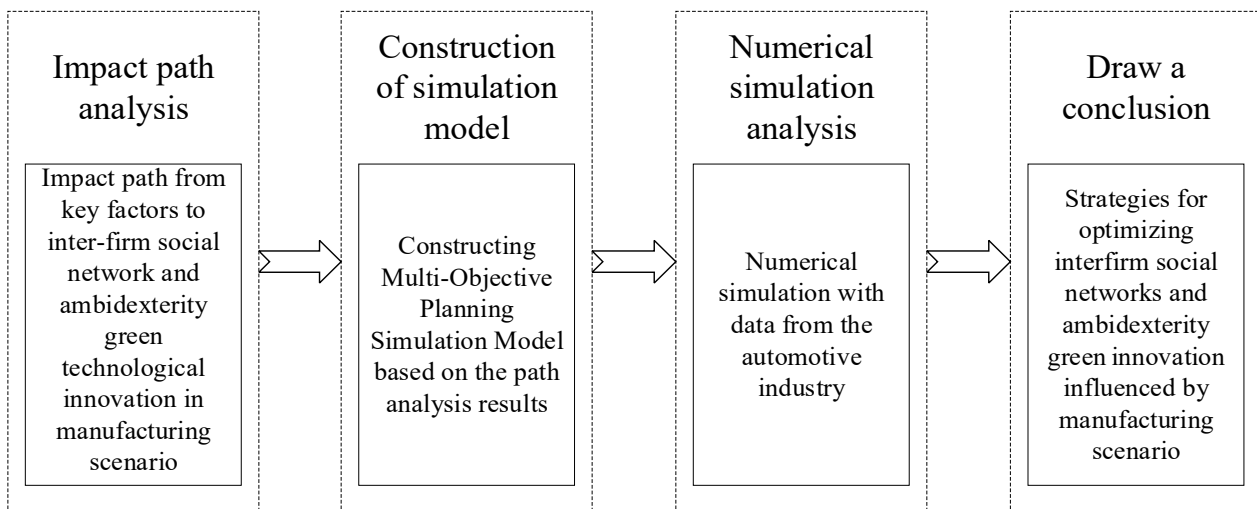 Impact path
analysis
Impact path from
key factors to
inter-firm social
network and
ambidexterity
green
technological
innovation in
manufacturing
scenario
Construction
of simulation
model
Constructing
Multi-Objective
Planning
Simulation Model
based on the path
analysis results
Numerical
simulation
analysis
Numerical
simulation with
data from the
automotive
industry
Draw a
conclusion
Strategies for
optimizing
interfirm social
networks and
ambidexterity
green innovation
influenced by
manufacturing
scenario